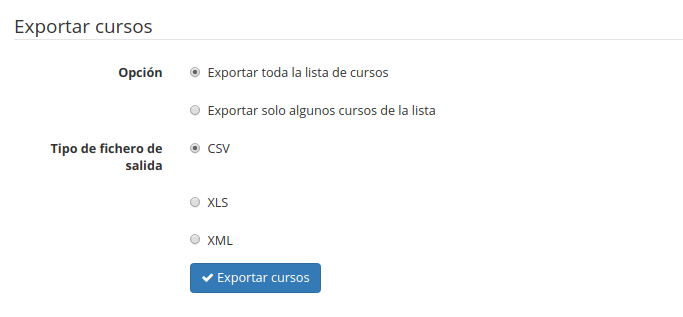 Exportar cursos
Opción
Exportar toda la lista de cursos
Exportar solo algunos cursos de la lista
Tipo de fichero de
salida
CSV
XLS
XML
Exportar cursos